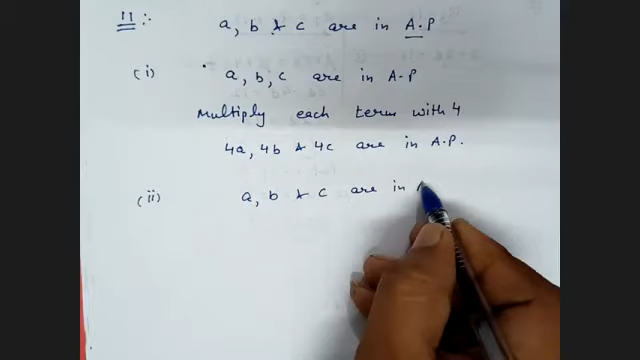 11:- a, b & c are in A.P
(i) a, b, c are in A.P
Multiply each term with 4
4a, 4b & 4c are in A.P.
(ii) a, b & c are in